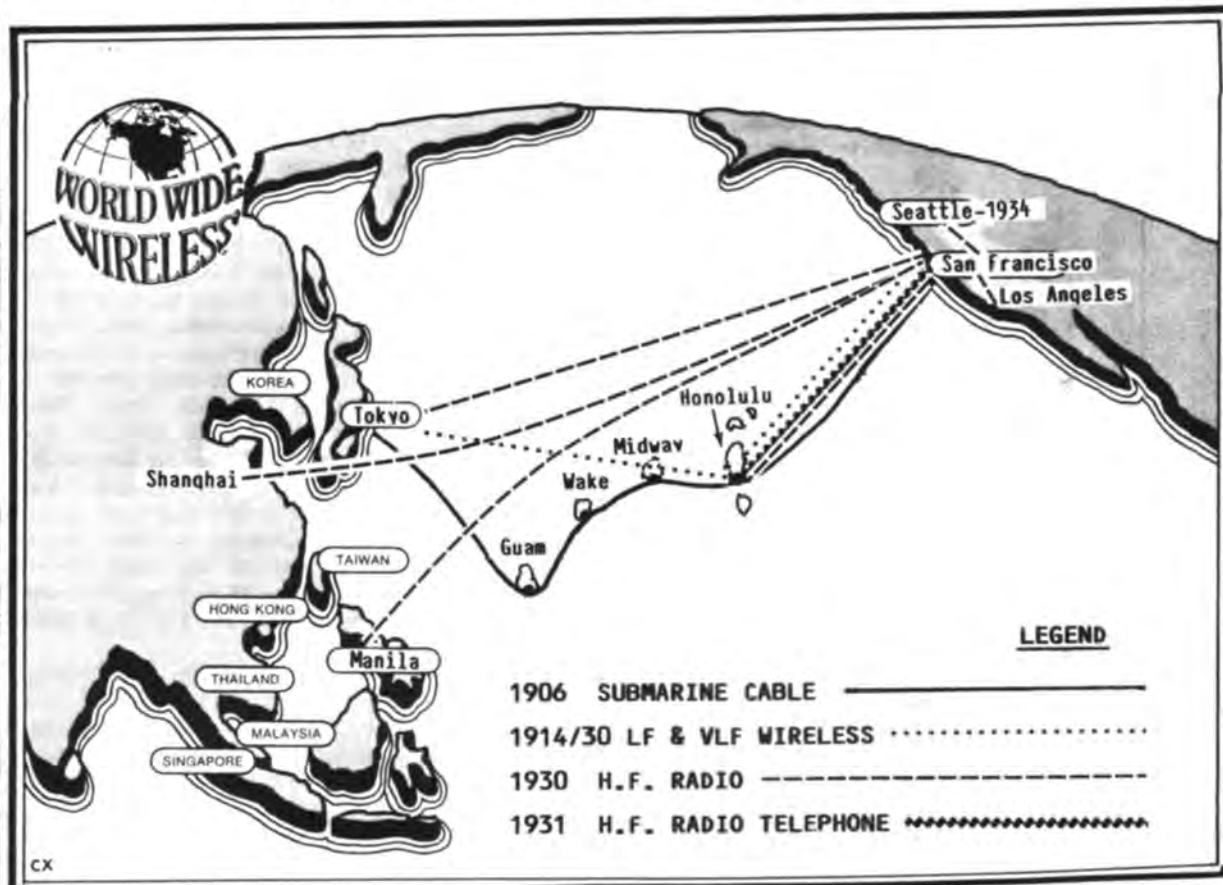 WORLD WIDE
WIRELESS
Seattle-1934
San Francisco
Los Angeles
KOREA
Tokyo
Honolulu
Midway
Shanghai
Wake
Guam
TAIWAN
HONG KONG
Manila
THAILAND
MALAYSIA
SINGAPORE
LEGEND
1906 SUBMARINE CABLE
1914/30 LF & VLF WIRELESS
1930 H.F. RADIO
1931 H.F. RADIO TELEPHONE
CX